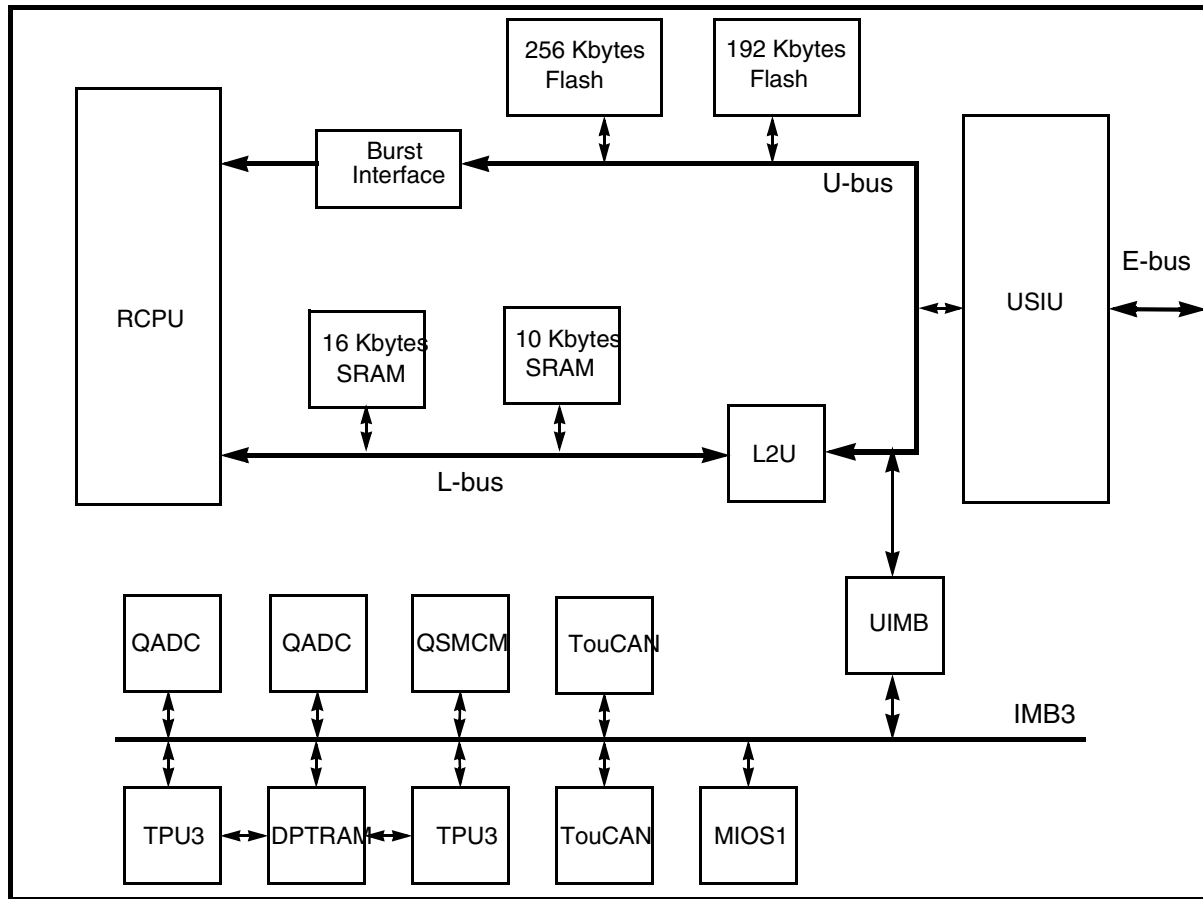 256 Kbytes
Flash
192 Kbytes
Flash
Burst
Interface
U-bus
E-bus
RCPU
USIU
16 Kbytes
SRAM
10 Kbytes
SRAM
L2U
L-bus
UIMB
QADC
QADC
QSMCM
TouCAN
IMB3
TPU3
DPTRAM
TPU3
TouCAN
MIOS1